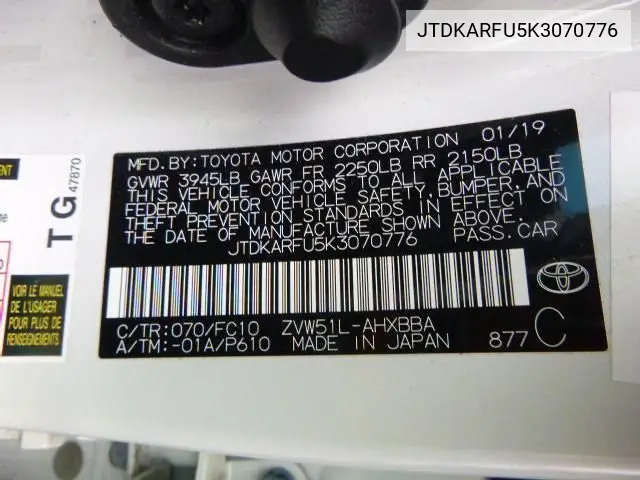 JTDKARFU5K3070776
MFD. BY: TOYOTA MOTOR CORPORATION 01/19
GVWR 3945LB GAWR FR 2250LB RR 2150LB
THIS VEHICLE CONFORMS TO ALL APPLICABLE
FEDERAL MOTOR VEHICLE SAFETY, BUMPER, AND
THEFT PREVENTION STANDARDS IN EFFECT ON
THE DATE OF MANUFACTURE SHOWN ABOVE.
JTDKARFU5K3070776 PASS. CAR
C/TR: 070/FC10 ZVW51L-AHXBBA
A/TM: -01A/P610 MADE IN JAPAN 877 C
TG
47870
VOIR LE MANUEL
DE L'USAGER
POUR PLUS DE
RENSEIGNEMENTS